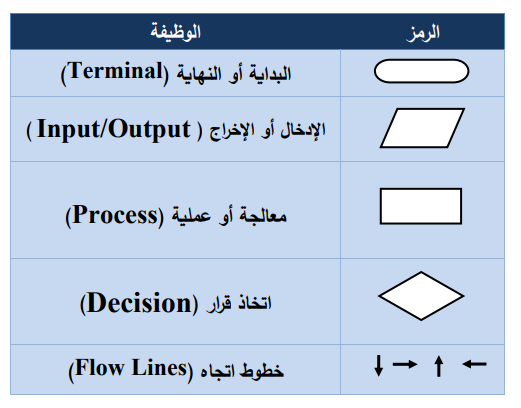 الرمز الوظيفة
البداية أو النهاية (Terminal)
الإدخال أو الإخراج ( Input/Output )
معالجة أو عملية (Process)
اتخاذ قرار (Decision)
خطوط اتجاه (Flow Lines)